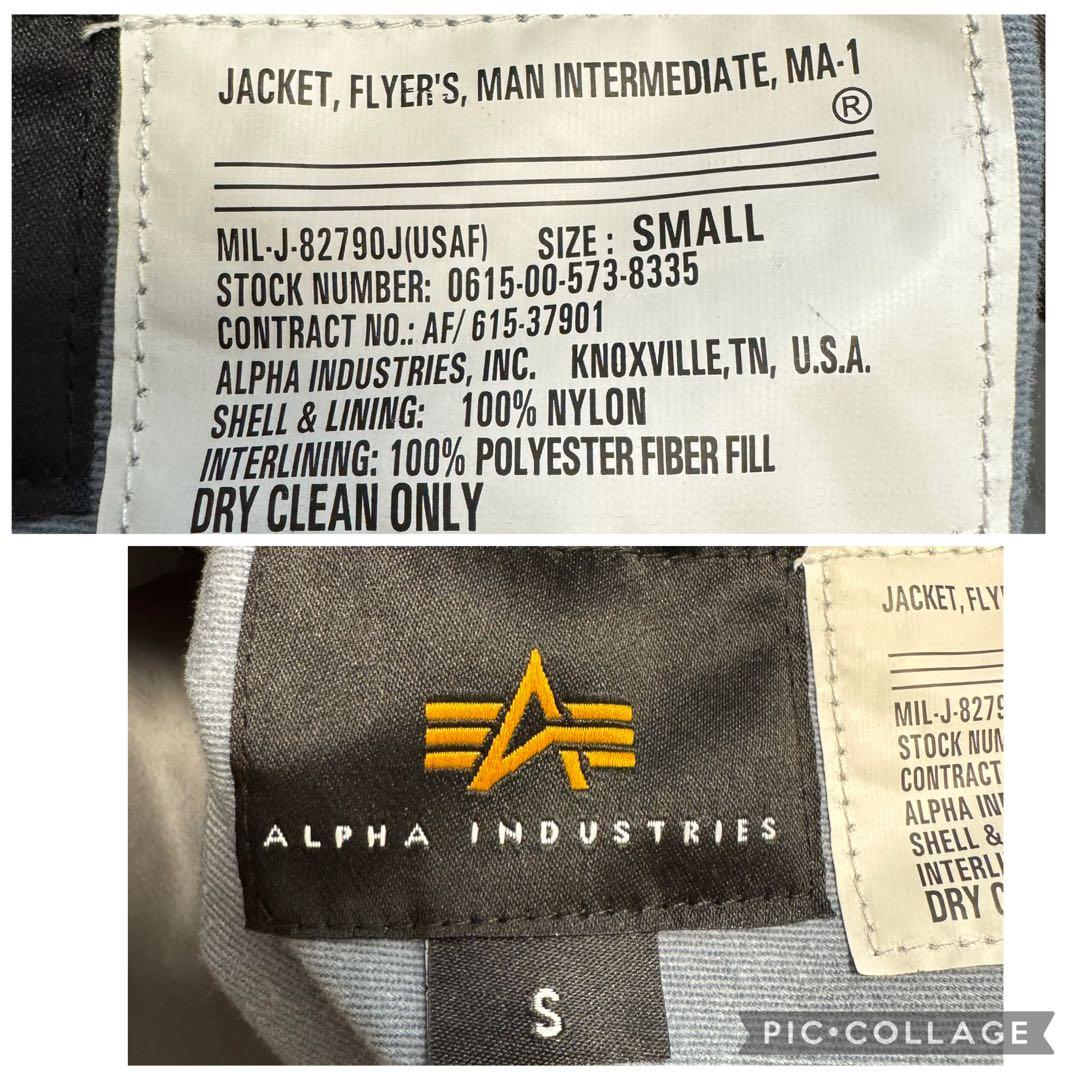 JACKET, FLYER'S, MAN INTERMEDIATE, MA-1
®
MIL-J-82790J(USAF) SIZE : SMALL
STOCK NUMBER: 0615-00-573-8335
CONTRACT NO.: AF/ 615-37901
ALPHA INDUSTRIES, INC. KNOXVILLE,TN, U.S.A.
SHELL & LINING: 100% NYLON
INTERLINING: 100% POLYESTER FIBER FILL
DRY CLEAN ONLY
ALPHA INDUSTRIES
S
JACKET, FLY
MIL-J-8279
STOCK NUM
CONTRACT
ALPHA IN
SHELL &
INTERLI
DRY C
PIC•COLLAGE